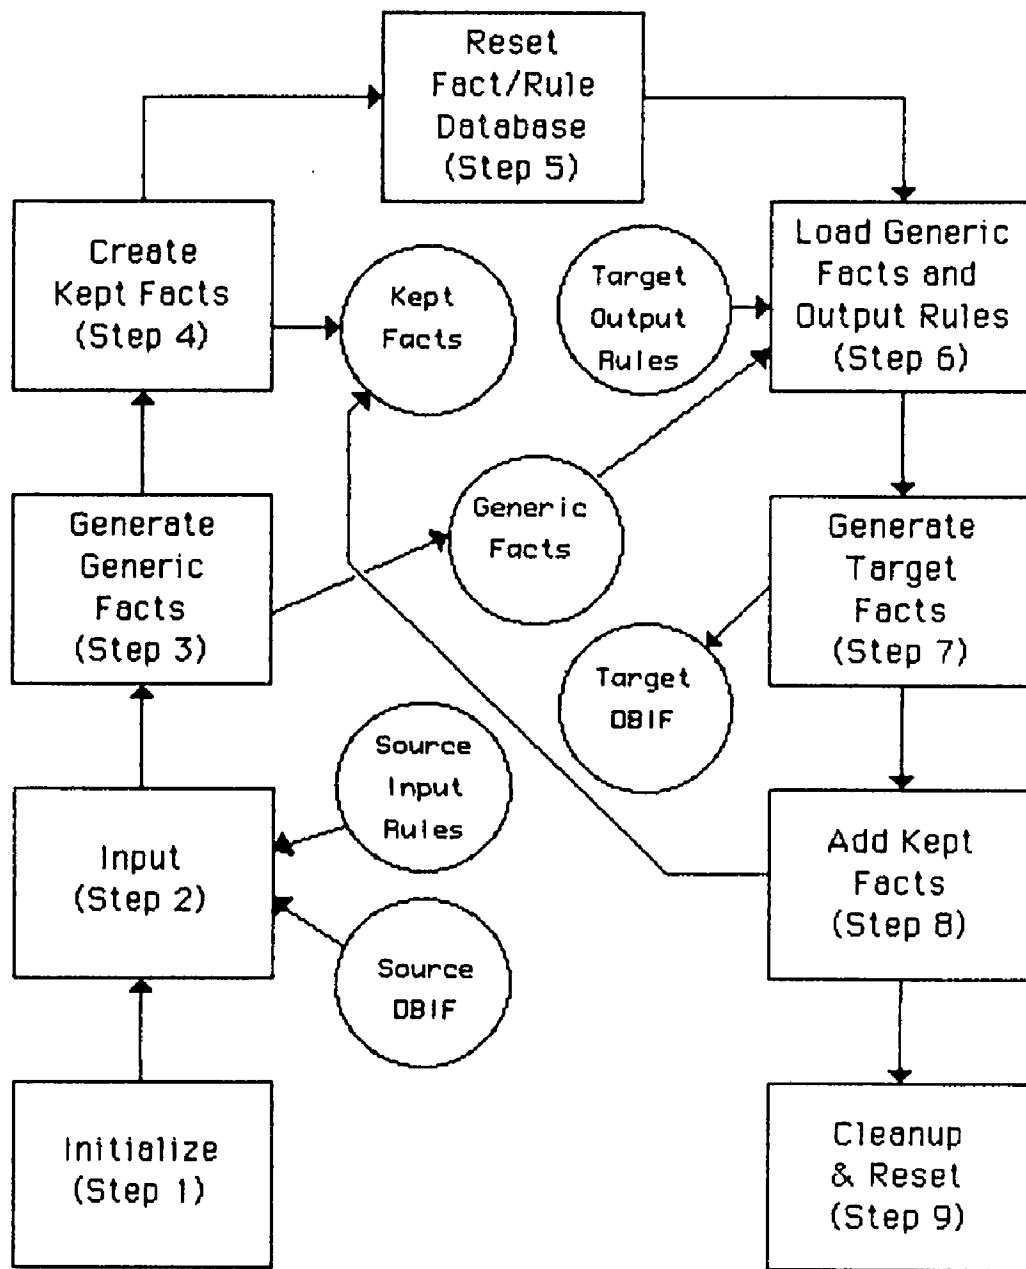 Reset
Fact/Rule
Database
(Step 5)
Create
Kept Facts
(Step 4)
Kept
Facts
Target
Output
Rules
Load Generic
Facts and
Output Rules
(Step 6)
Generate
Generic
Facts
(Step 3)
Generic
Facts
Generate
Target
Facts
(Step 7)
Target
DBIF
Source
Input
Rules
Input
(Step 2)
Add Kept
Facts
(Step 8)
Source
DBIF
Initialize
(Step 1)
Cleanup
& Reset
(Step 9)